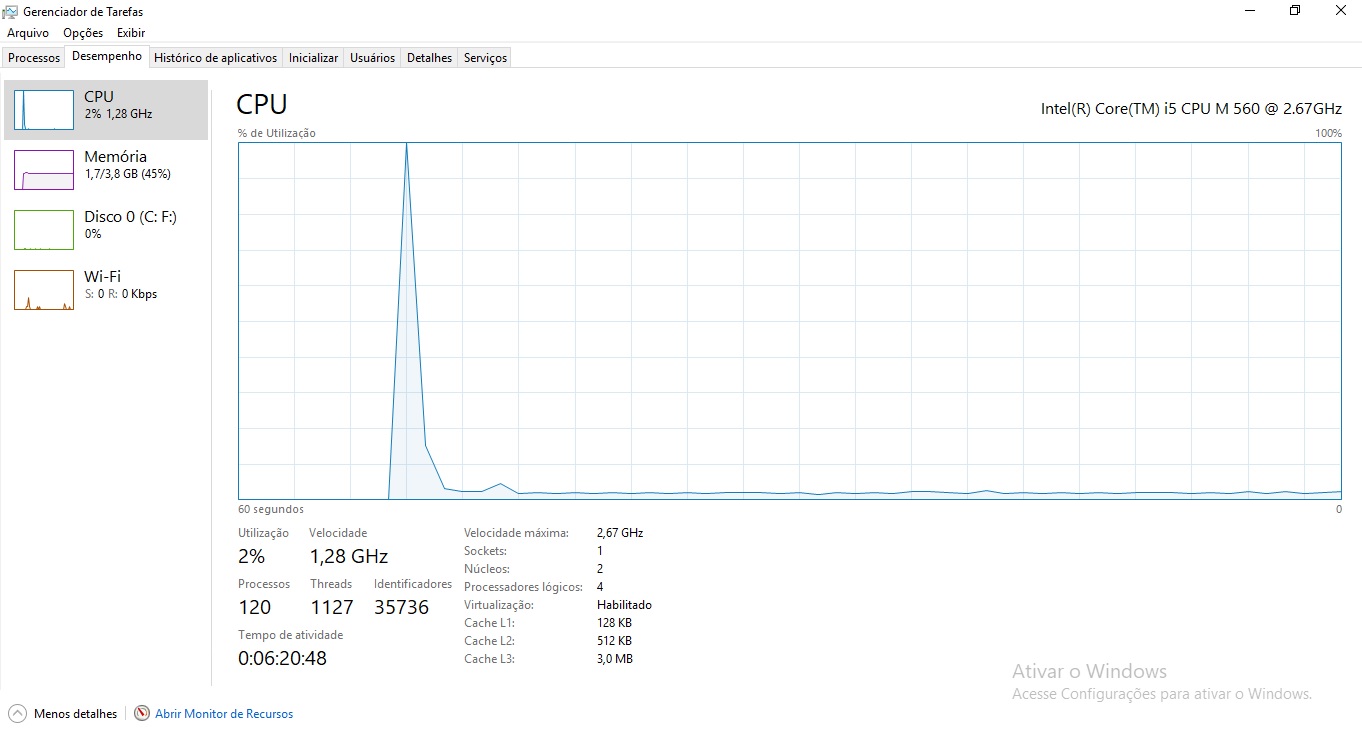 Gerenciador de Tarefas
Arquivo Opções Exibir
Processos Desempenho Histórico de aplicativos Inicializar Usuários Detalhes Serviços
CPU
2% 1,28 GHz
Memória
1,7/3,8 GB (45%)
Disco 0 (C: F:)
0%
Wi-Fi
S: 0 R: 0 Kbps
CPU
Intel(R) Core(TM) i5 CPU M 560 @ 2.67GHz
% de Utilização 100%
60 segundos 0
Utilização Velocidade
2% 1,28 GHz
Processos Threads Identificadores
120 1127 35736
Tempo de atividade
0:06:20:48
Velocidade máxima: 2,67 GHz
Sockets: 1
Núcleos: 2
Processadores lógicos: 4
Virtualização: Habilitado
Cache L1: 128 KB
Cache L2: 512 KB
Cache L3: 3,0 MB
Ativar o Windows
Acesse Configurações para ativar o Windows.
Menos detalhes Abrir Monitor de Recursos